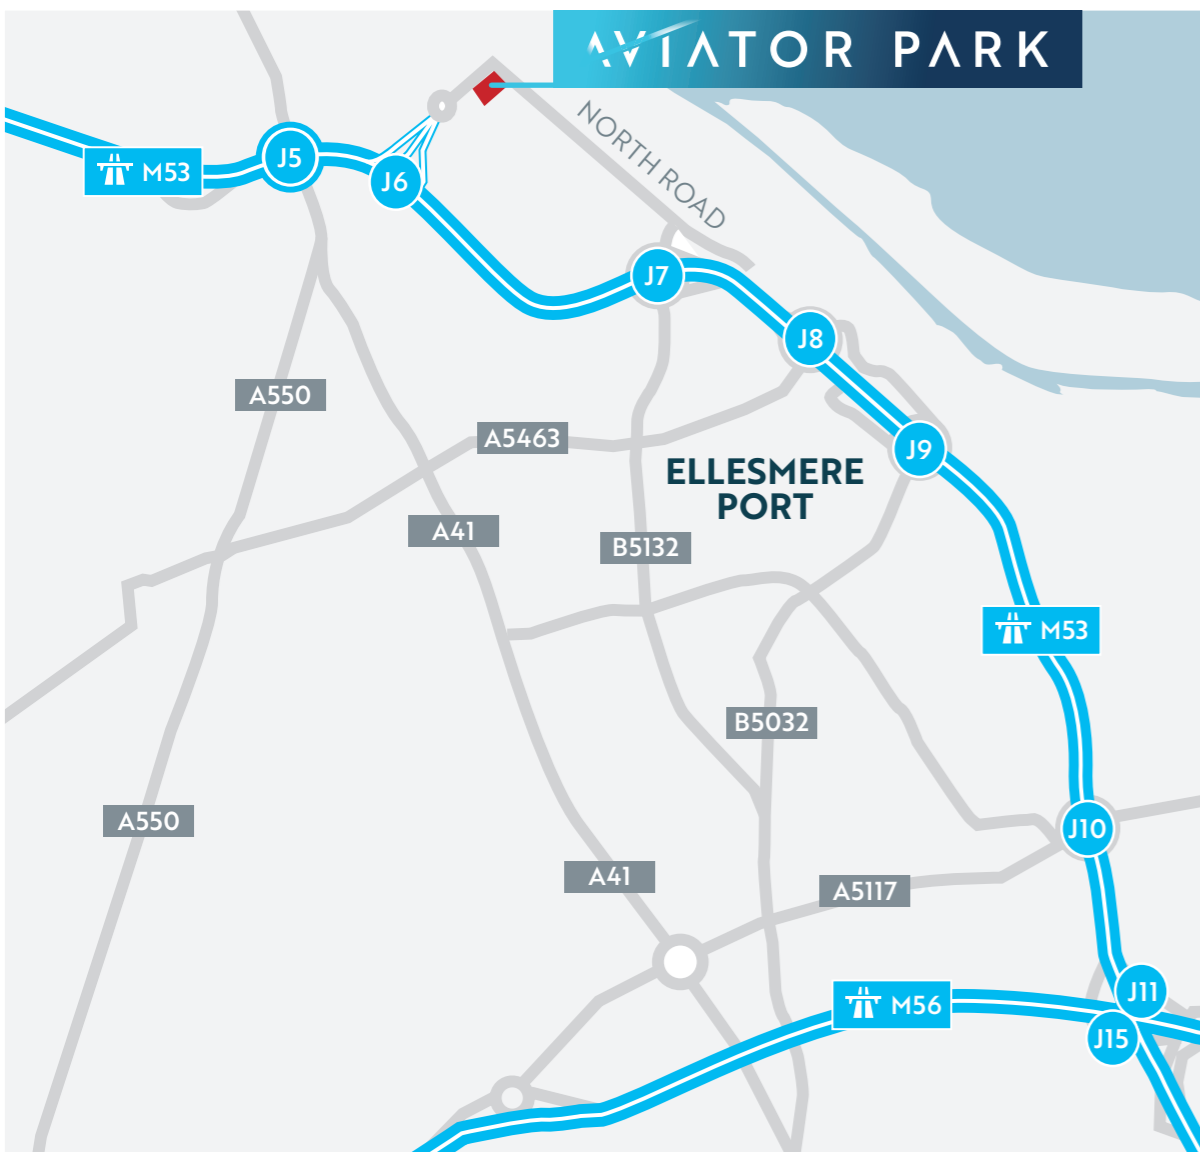 AVIATOR PARK
NORTH ROAD
J5
M53
J6
J7
J8
A550
A5463
J9
ELLESMERE
PORT
A41
B5132
M53
B5032
A550
J10
A41
A5117
J11
M56
J15